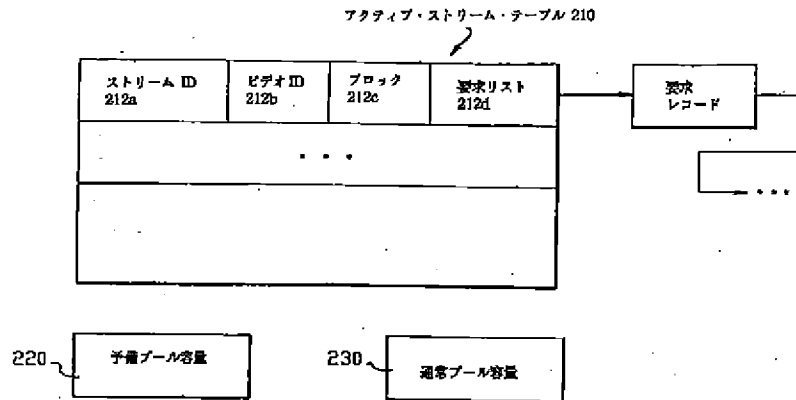 アクティブ・ストリーム・テーブル 210
ストリーム ID
212a
ビデオ ID
212b
ブロック
212c
要求リスト
212d
要求
レコード
• • •
• • •
220
予備プール容量
230
通常プール容量